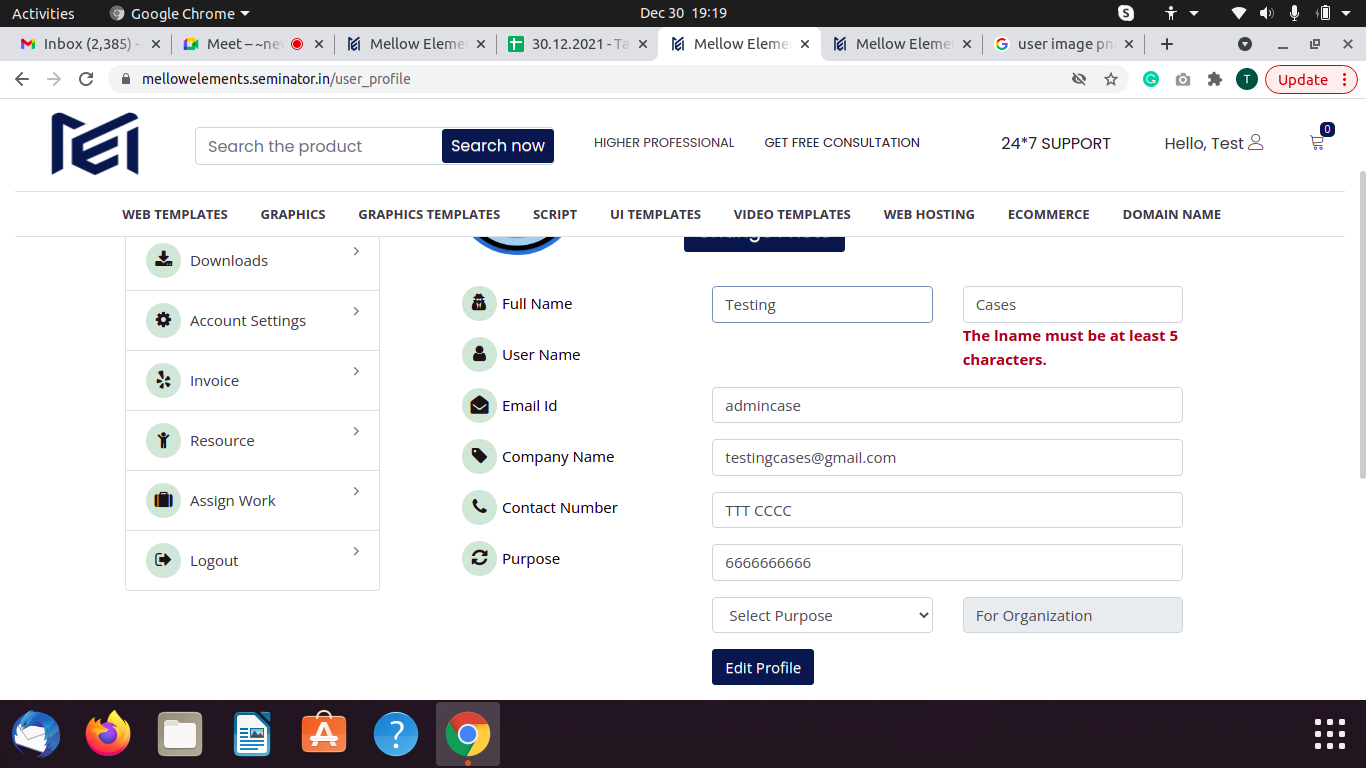 Activities
Google Chrome
Dec 30 19:19
Inbox (2,385) -
Meet – ~nev
Mellow Eleme
30.12.2021 - Ta
Mellow Eleme
Mellow Eleme
user image pn
mellowelements.seminator.in/user_profile
T
Update
Search the product
Search now
HIGHER PROFESSIONAL
GET FREE CONSULTATION
24*7 SUPPORT
Hello, Test
0
WEB TEMPLATES
GRAPHICS
GRAPHICS TEMPLATES
SCRIPT
UI TEMPLATES
VIDEO TEMPLATES
WEB HOSTING
ECOMMERCE
DOMAIN NAME
Downloads
Account Settings
Invoice
Resource
Assign Work
Logout
Full Name
Testing
Cases
The lname must be at least 5
characters.
User Name
Email Id
admincase
Company Name
testingcases@gmail.com
Contact Number
TTT CCCC
Purpose
6666666666
Select Purpose
For Organization
Edit Profile